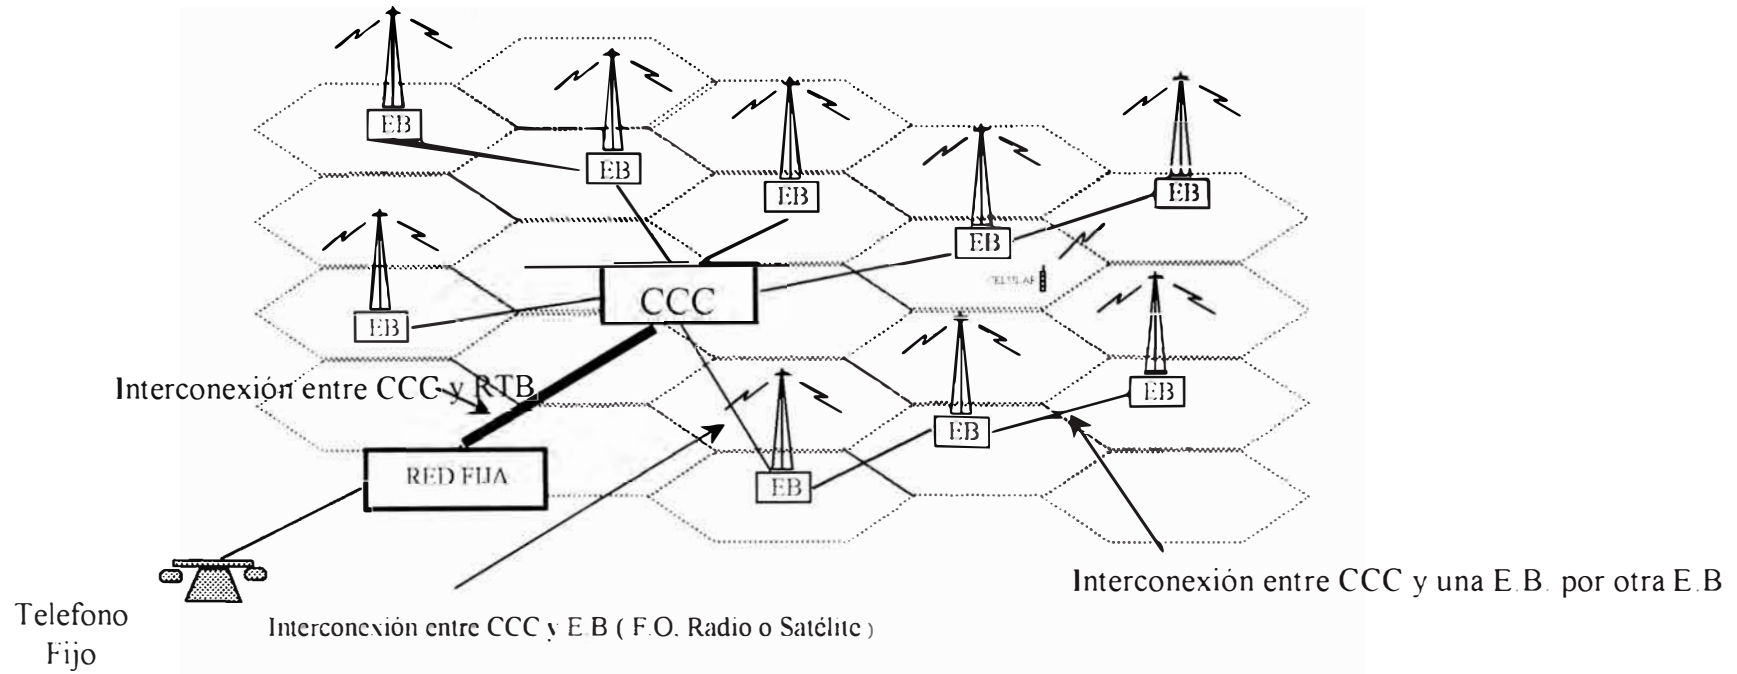 EB
EB
EB
EB
EB
EB
CCC
CELULAR
EB
EB
Interconexión entre CCC y RTB
EB
RED FIJA
EB
Interconexión entre CCC y una E.B. por otra E.B
Telefono
Fijo
Interconexión entre CCC y E.B ( F.O. Radio o Satélite )